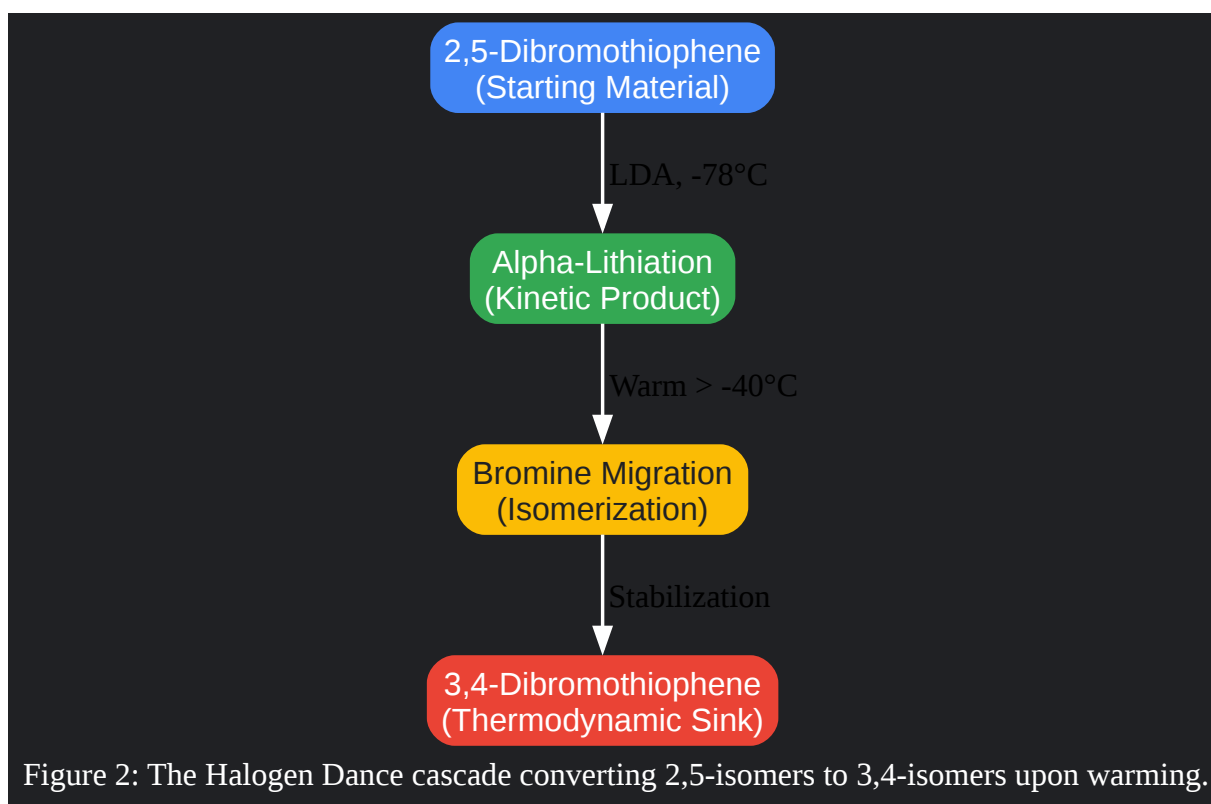 2,5-Dibromothiophene
(Starting Material)
LDA, -78°C
Alpha-Lithiation
(Kinetic Product)
Warm > -40°C
Bromine Migration
(Isomerization)
Stabilization
3,4-Dibromothiophene
(Thermodynamic Sink)
Figure 2: The Halogen Dance cascade converting 2,5-isomers to 3,4-isomers upon warming.